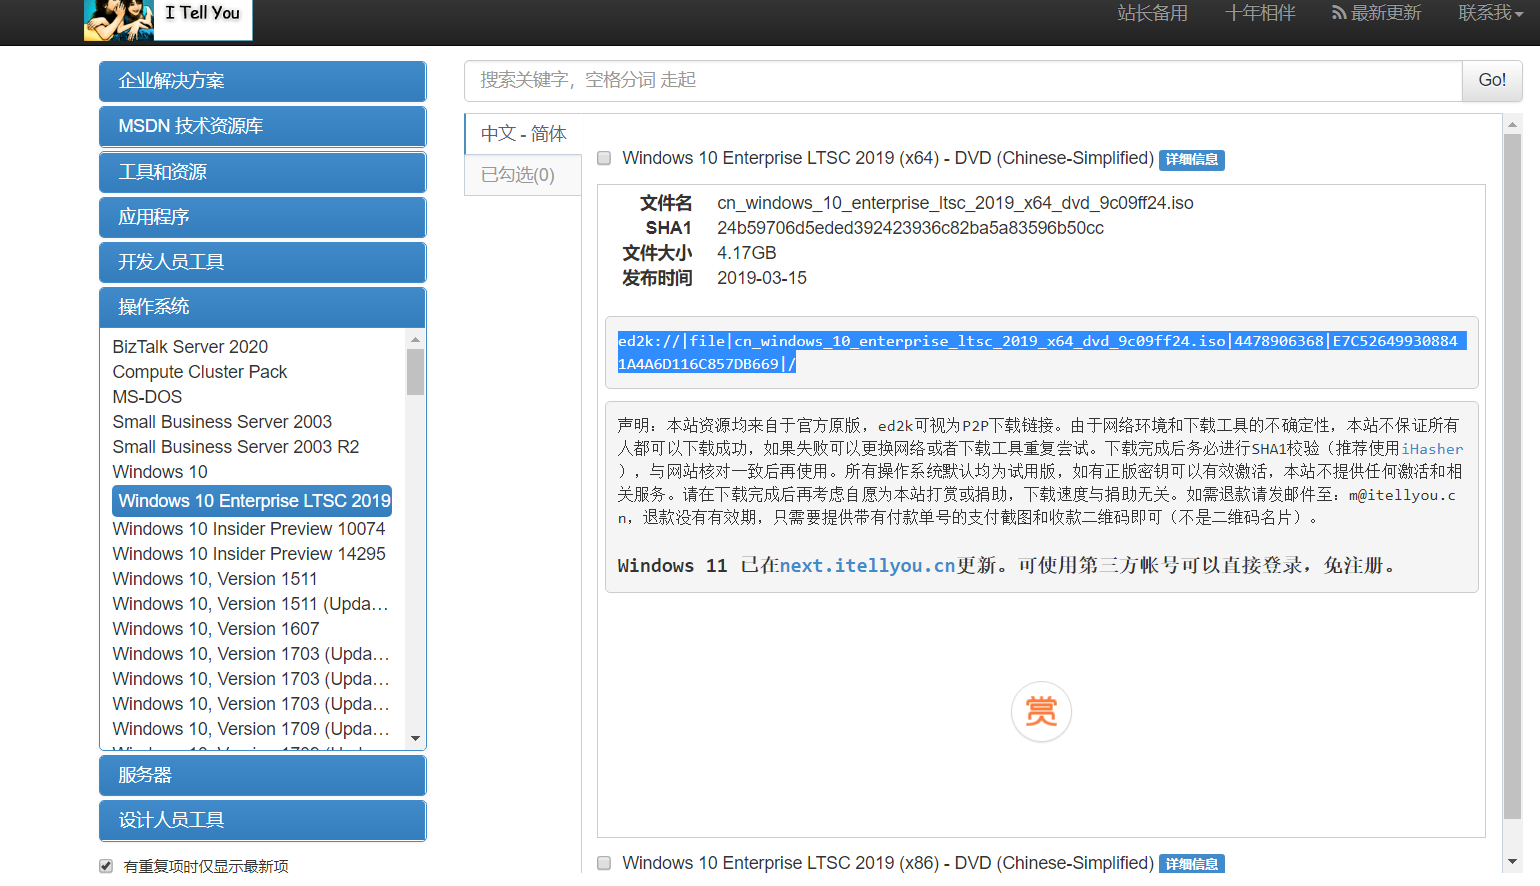 I Tell You
站长备用
十年相伴
最新更新
联系我
企业解决方案
MSDN 技术资源库
工具和资源
应用程序
开发人员工具
操作系统
BizTalk Server 2020
Compute Cluster Pack
MS-DOS
Small Business Server 2003
Small Business Server 2003 R2
Windows 10
Windows 10 Enterprise LTSC 2019
Windows 10 Insider Preview 10074
Windows 10 Insider Preview 14295
Windows 10, Version 1511
Windows 10, Version 1511 (Upda…
Windows 10, Version 1607
Windows 10, Version 1703 (Upda…
Windows 10, Version 1703 (Upda…
Windows 10, Version 1703 (Upda…
Windows 10, Version 1709 (Upda…
服务器
设计人员工具
有重复项时仅显示最新项
搜索关键字，空格分词 走起
Go!
中文 - 简体
已勾选(0)
Windows 10 Enterprise LTSC 2019 (x64) - DVD (Chinese-Simplified) 详细信息
文件名 cn_windows_10_enterprise_ltsc_2019_x64_dvd_9c09ff24.iso
SHA1 24b59706d5eded392423936c82ba5a83596b50cc
文件大小 4.17GB
发布时间 2019-03-15
ed2k://|file|cn_windows_10_enterprise_ltsc_2019_x64_dvd_9c09ff24.iso|4478906368|E7C52649930884
1A4A6D116C857DB669|/
声明：本站资源均来自于官方原版，ed2k可视为P2P下载链接。由于网络环境和下载工具的不确定性，本站不保证所有
人都可以下载成功，如果失败可以更换网络或者下载工具重复尝试。下载完成后务必进行SHA1校验（推荐使用iHasher
），与网站核对一致后再使用。所有操作系统默认均为试用版，如有正版密钥可以有效激活，本站不提供任何激活和相
关服务。请在下载完成后再考虑自愿为本站打赏或捐助，下载速度与捐助无关。如需退款请发邮件至：m@itellyou.c
n，退款没有有效期，只需要提供带有付款单号的支付截图和收款二维码即可（不是二维码名片）。
Windows 11 已在next.itellyou.cn更新。可使用第三方帐号可以直接登录，免注册。
赏
Windows 10 Enterprise LTSC 2019 (x86) - DVD (Chinese-Simplified) 详细信息